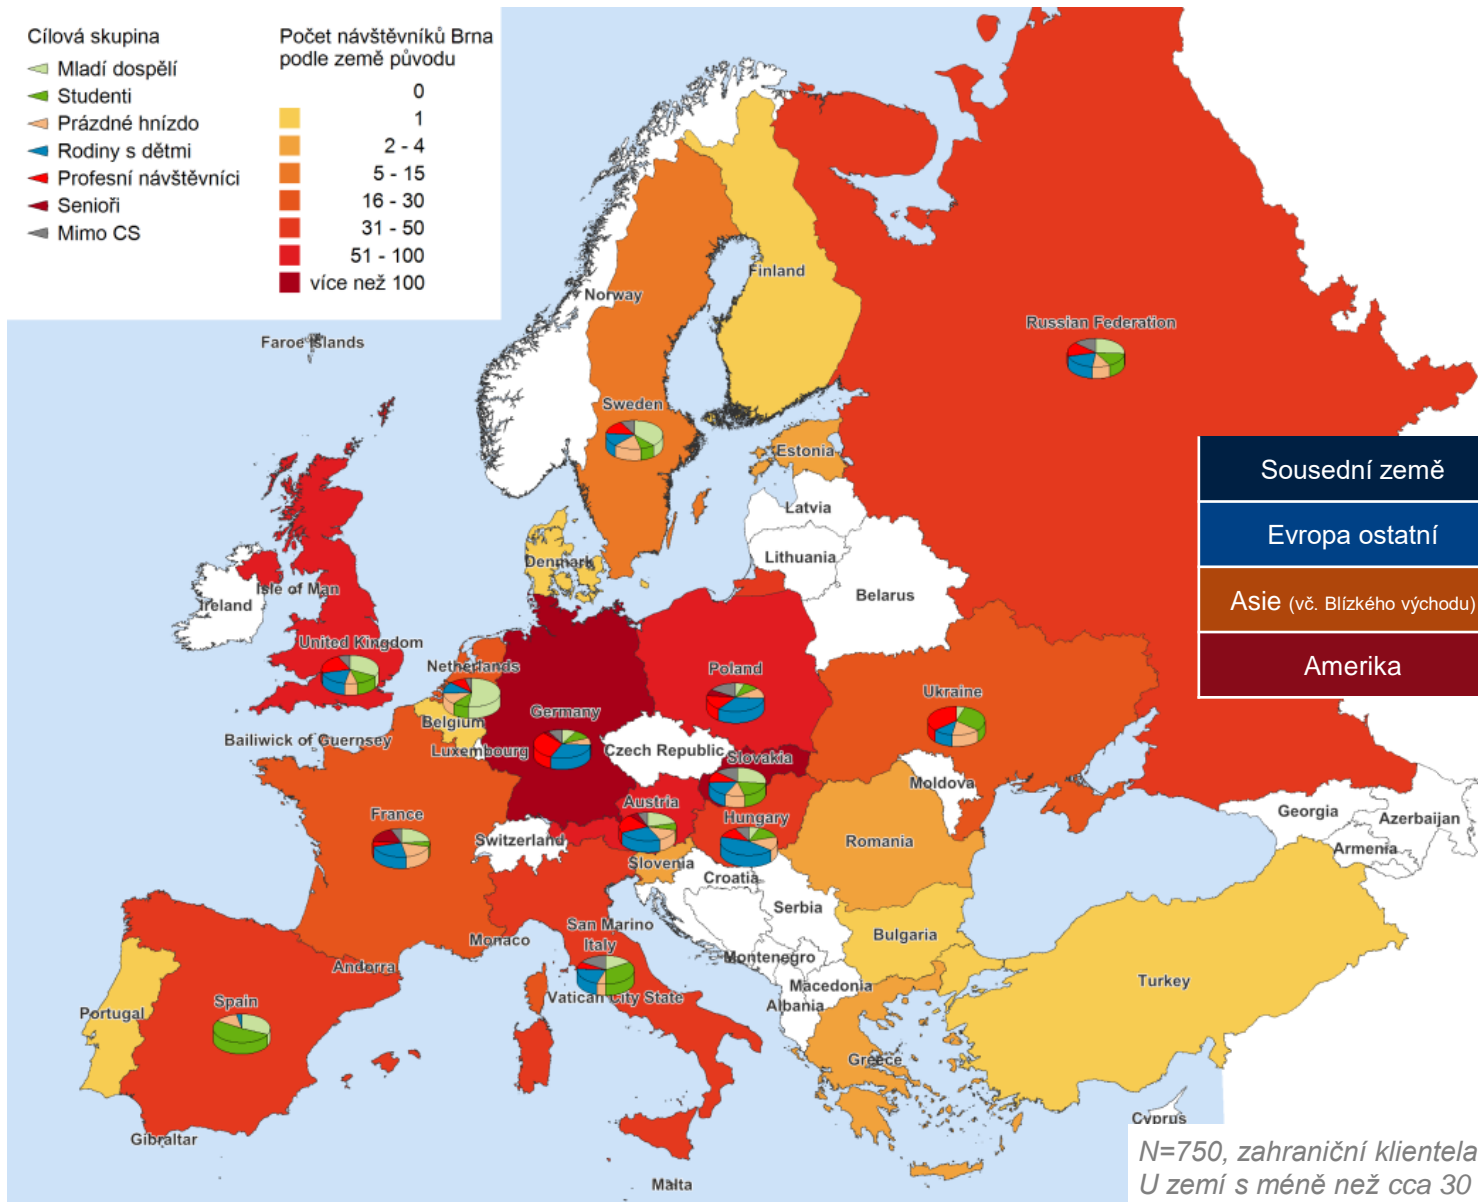 Cílová skupina
Mladí dospělí
Studenti
Prázdné hnízdo
Rodiny s dětmi
Profesní návštěvníci
Senioři
Mimo CS
Počet návštěvníků Brna
podle země původu
0
1
2 - 4
5 - 15
16 - 30
31 - 50
51 - 100
více než 100
Finland
Norway
Russian Federation
Faroe Islands
Sweden
Estonia
Latvia
Lithuania
Denmark
Isle of Man
Belarus
Ireland
United Kingdom
Netherlands
Poland
Ukraine
Germany
Belgium
Bailiwick of Guernsey
Luxembourg
Czech Republic
Slovakia
Moldova
Austria
France
Hungary
Georgia
Azerbaijan
Switzerland
Romania
Armenia
Slovenia
Croatia
Serbia
San Marino
Monaco
Italy
Bulgaria
Montenegro
Andorra
Macedonia
Turkey
Vatican City State
Albania
Spain
Portugal
Greece
Cyprus
Gibraltar
Malta
Sousední země
Evropa ostatní
Asie (vč. Blízkého východu)
Amerika
N=750, zahraniční klientela
U zemí s méně než cca 30